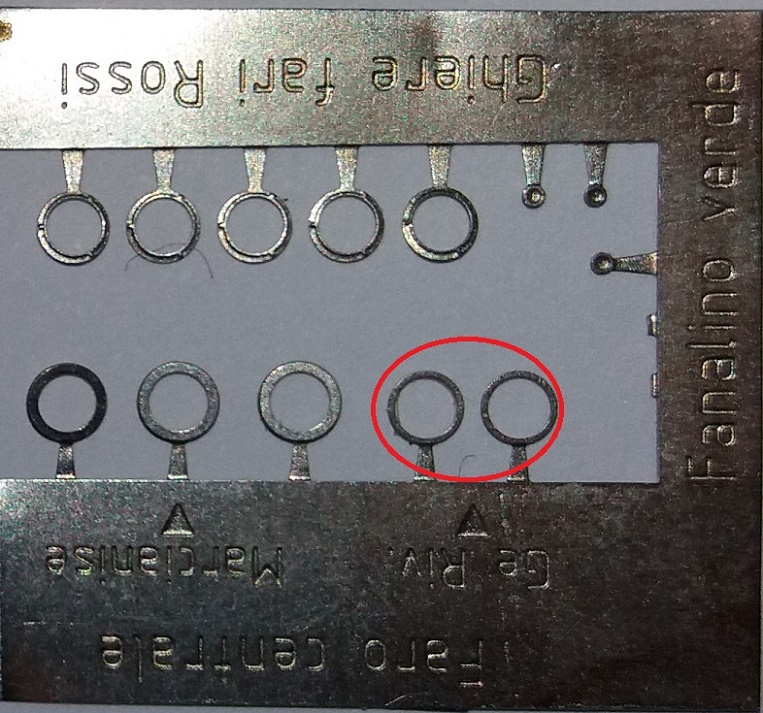 Faro centrale
Ge Riv. Marcianise
Ghiere fari Rossi
Fanalino verde